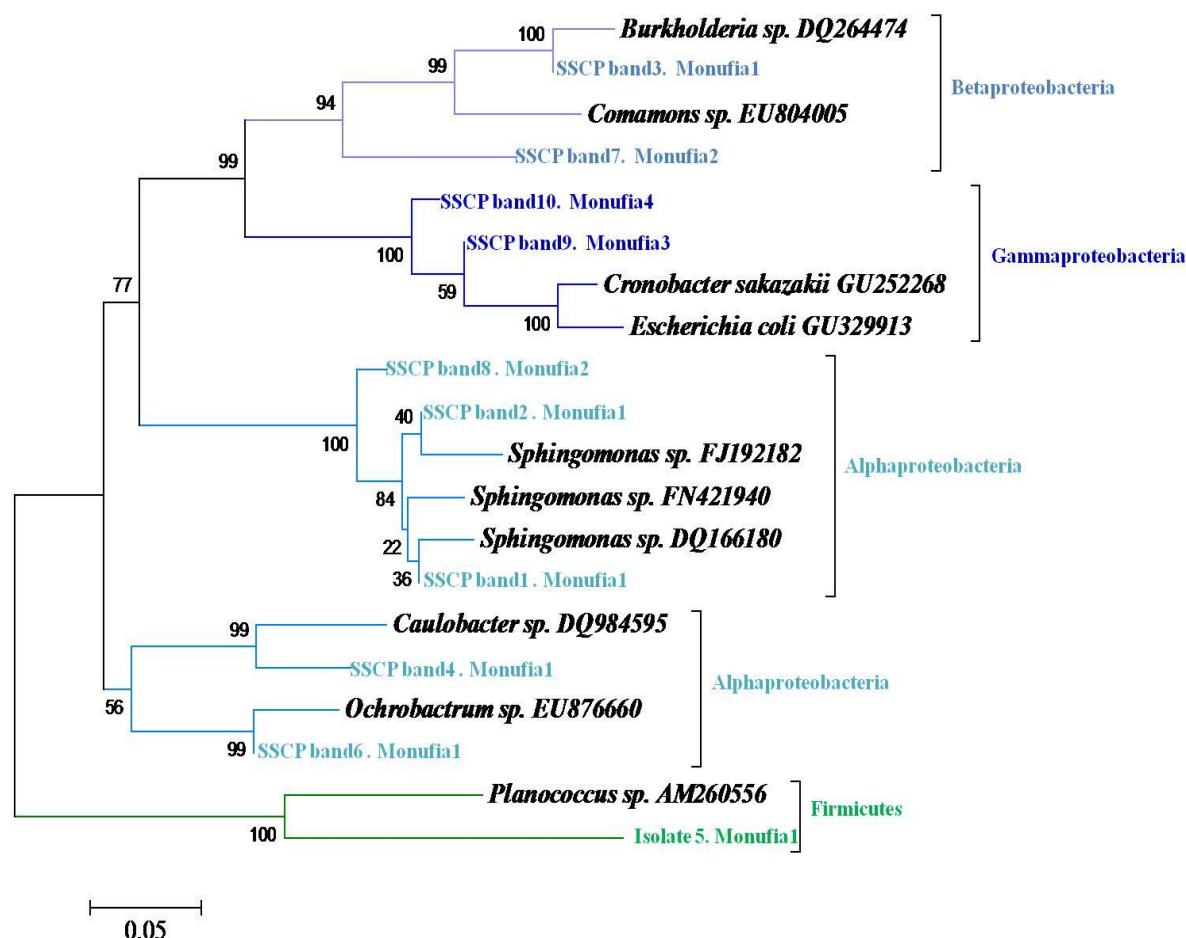 100
Burkholderia sp. DQ264474
SSCP band3. Monufia1
99
Betaproteobacteria
94
Comamons sp. EU804005
99
SSCP band7. Monufia2
SSCP band10. Monufia4
100
SSCP band9. Monufia3
Gammaproteobacteria
77
59
Cronobacter sakazakii GU252268
100
Escherichia coli GU329913
SSCP band8. Monufia2
40
SSCP band2. Monufia1
100
Sphingomonas sp. FJ192182
Alphaproteobacteria
84
Sphingomonas sp. FN421940
22
Sphingomonas sp. DQ166180
36
SSCP band1. Monufia1
99
Caulobacter sp. DQ984595
SSCP band4. Monufia1
Alphaproteobacteria
56
Ochrobactrum sp. EU876660
99
SSCP band6. Monufia1
Planococcus sp. AM260556
Firmicutes
100
Isolate 5. Monufia1
0.05